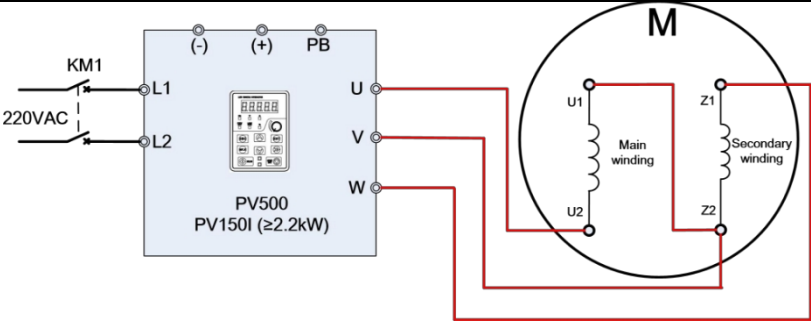 M
(-) (+) PB
KM1
L1
U
220VAC
L2
V
W
PV500
PV150I (≥2.2kW)
U1
Z1
Main
winding
Secondary
winding
U2
Z2